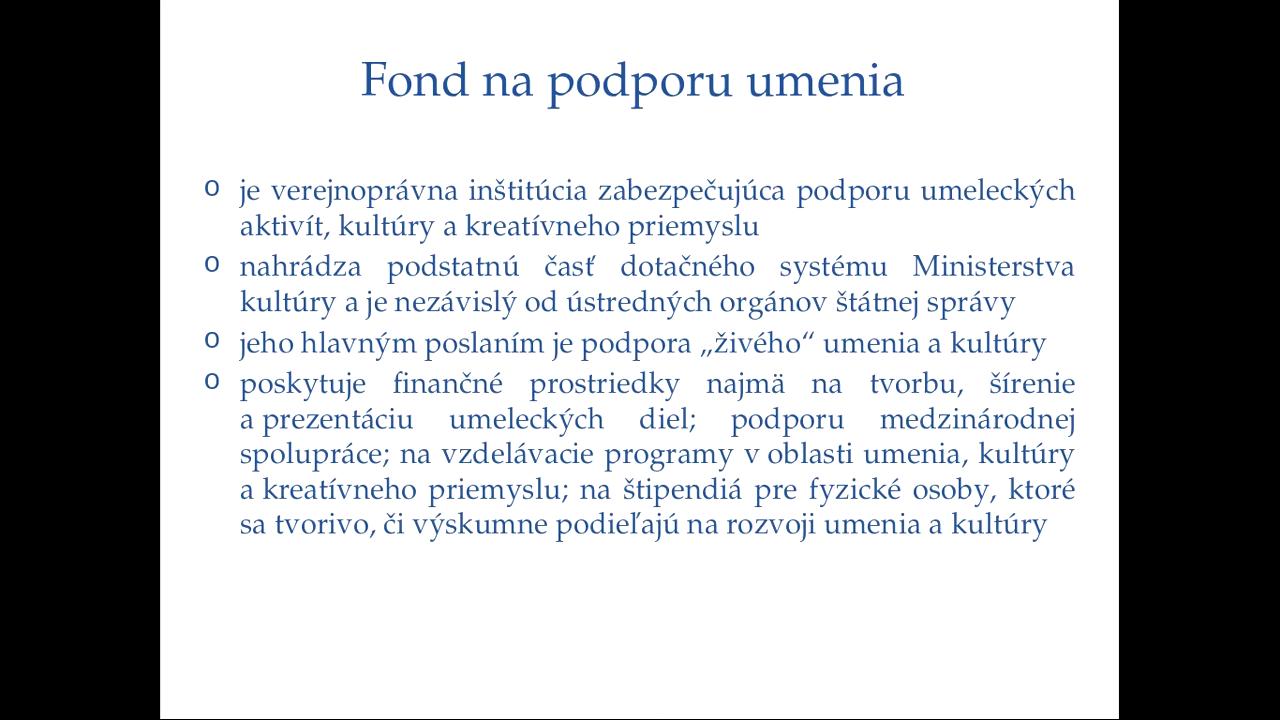 Fond na podporu umenia
o je verejnoprávna inštitúcia zabezpečujúca podporu umeleckých
aktivít, kultúry a kreatívneho priemyslu
o nahrádza podstatnú časť dotačného systému Ministerstva
kultúry a je nezávislý od ústredných orgánov štátnej správy
o jeho hlavným poslaním je podpora „živého“ umenia a kultúry
o poskytuje finančné prostriedky najmä na tvorbu, šírenie
a prezentáciu umeleckých diel; podporu medzinárodnej
spolupráce; na vzdelávacie programy v oblasti umenia, kultúry
a kreatívneho priemyslu; na štipendiá pre fyzické osoby, ktoré
sa tvorivo, či výskumne podieľajú na rozvoji umenia a kultúry